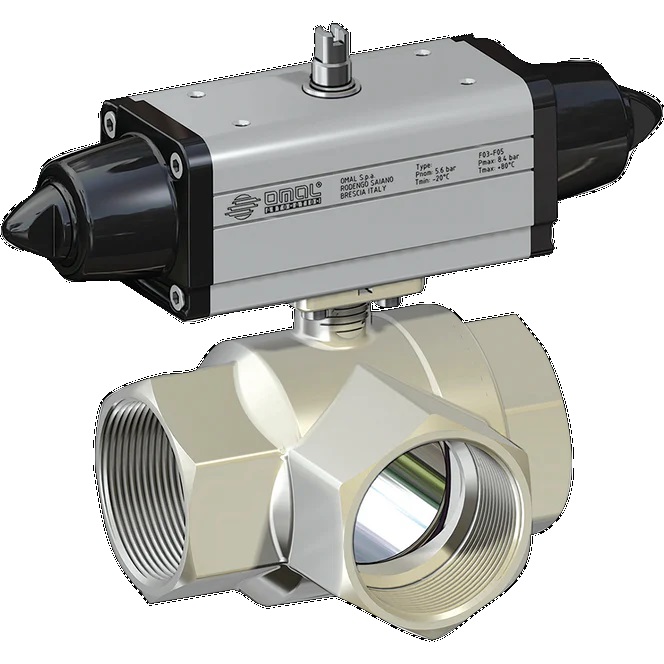 OMAL®
OMAL S.p.a.
RODENGO SAIANO
BRESCIA ITALY
Type:
Pnom: 5.6 bar
Tmin: -20°C
F03-F05
Pmax: 8.4 bar
Tmax: +80°C